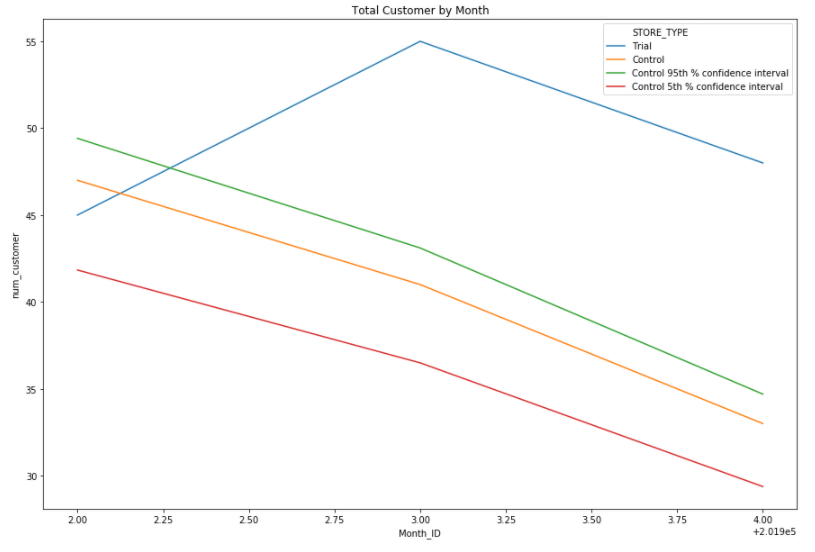 Total Customer by Month
STORE_TYPE
Trial
Control
Control 95th % confidence interval
Control 5th % confidence interval
num_customer
55
50
45
40
35
30
2.00 2.25 2.50 2.75 3.00 3.25 3.50 3.75 4.00
Month_ID
+2.019e5